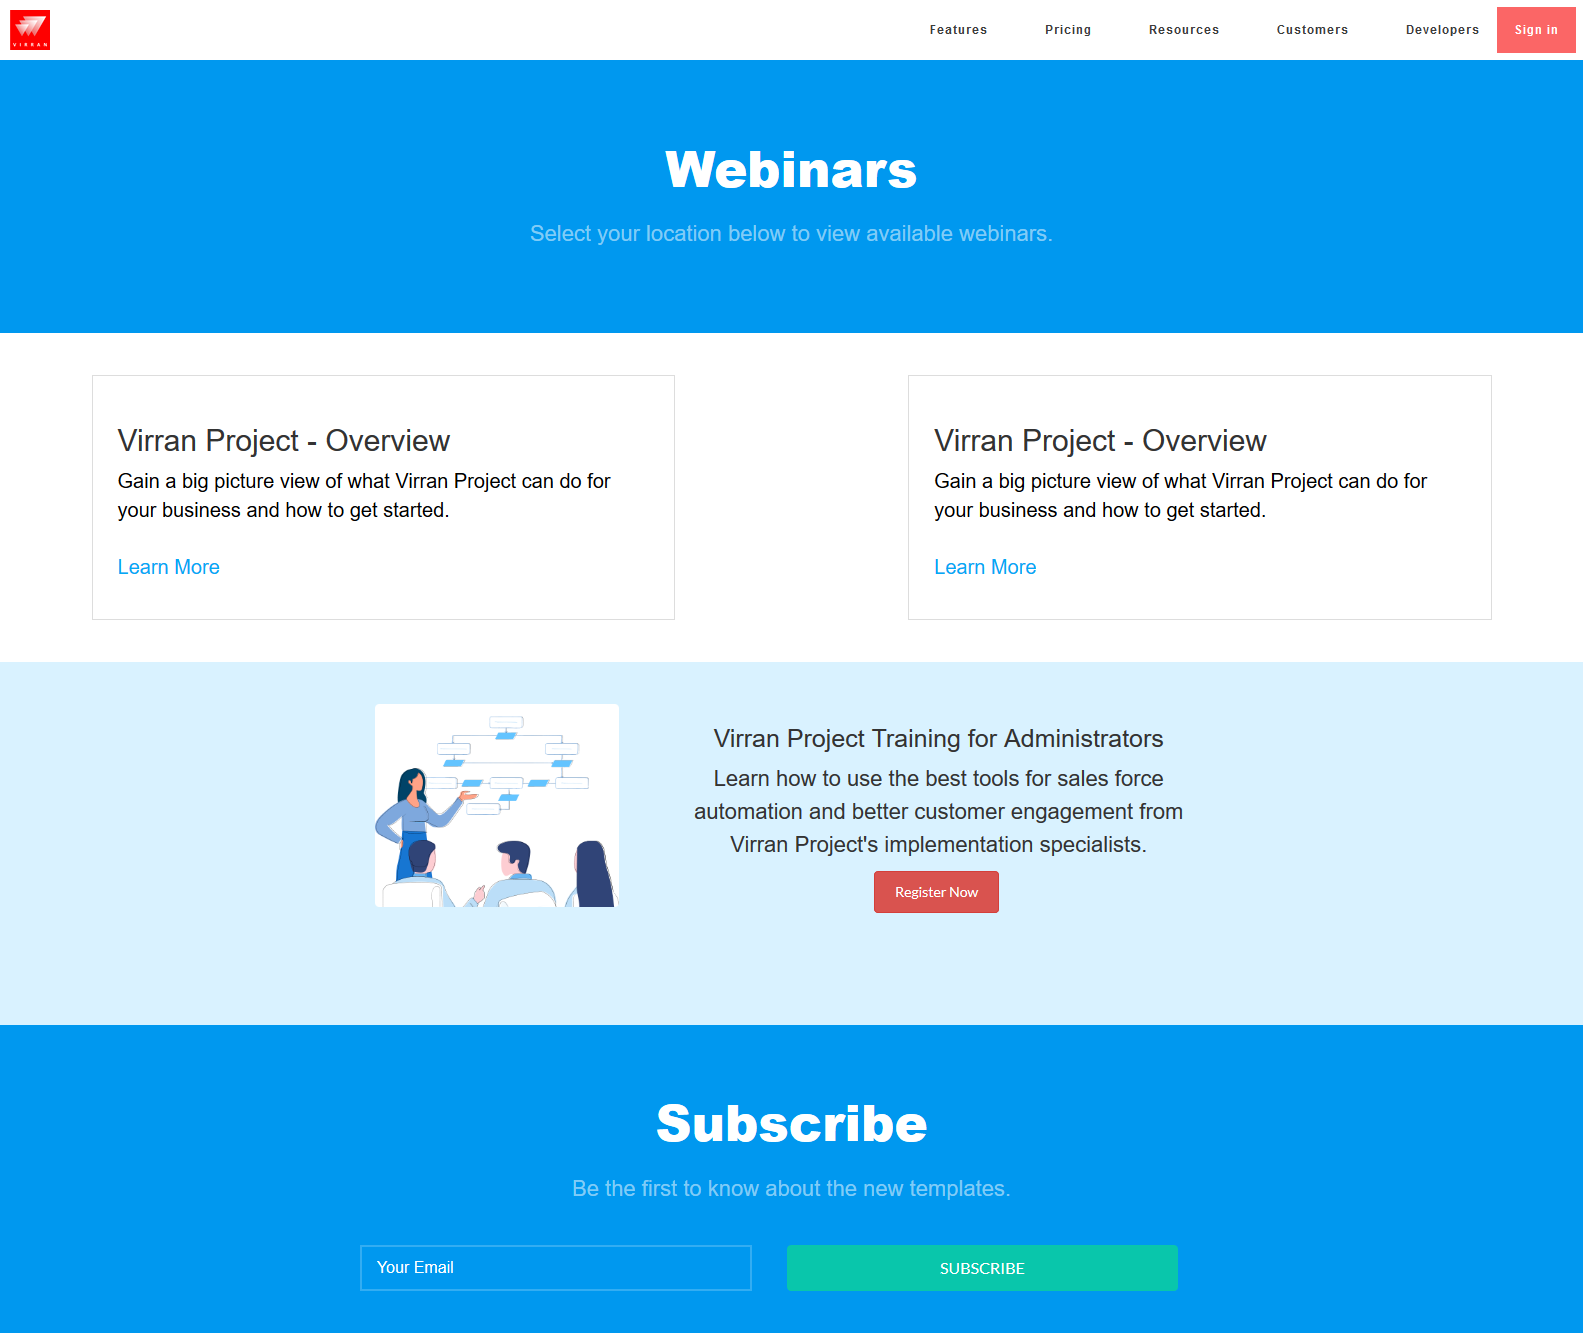 VIRRAN
Features Pricing Resources Customers Developers Sign in
Webinars
Select your location below to view available webinars.
Virran Project - Overview
Gain a big picture view of what Virran Project can do for
your business and how to get started.
Learn More
Virran Project - Overview
Gain a big picture view of what Virran Project can do for
your business and how to get started.
Learn More
Virran Project Training for Administrators
Learn how to use the best tools for sales force
automation and better customer engagement from
Virran Project's implementation specialists.
Register Now
Subscribe
Be the first to know about the new templates.
Your Email
SUBSCRIBE